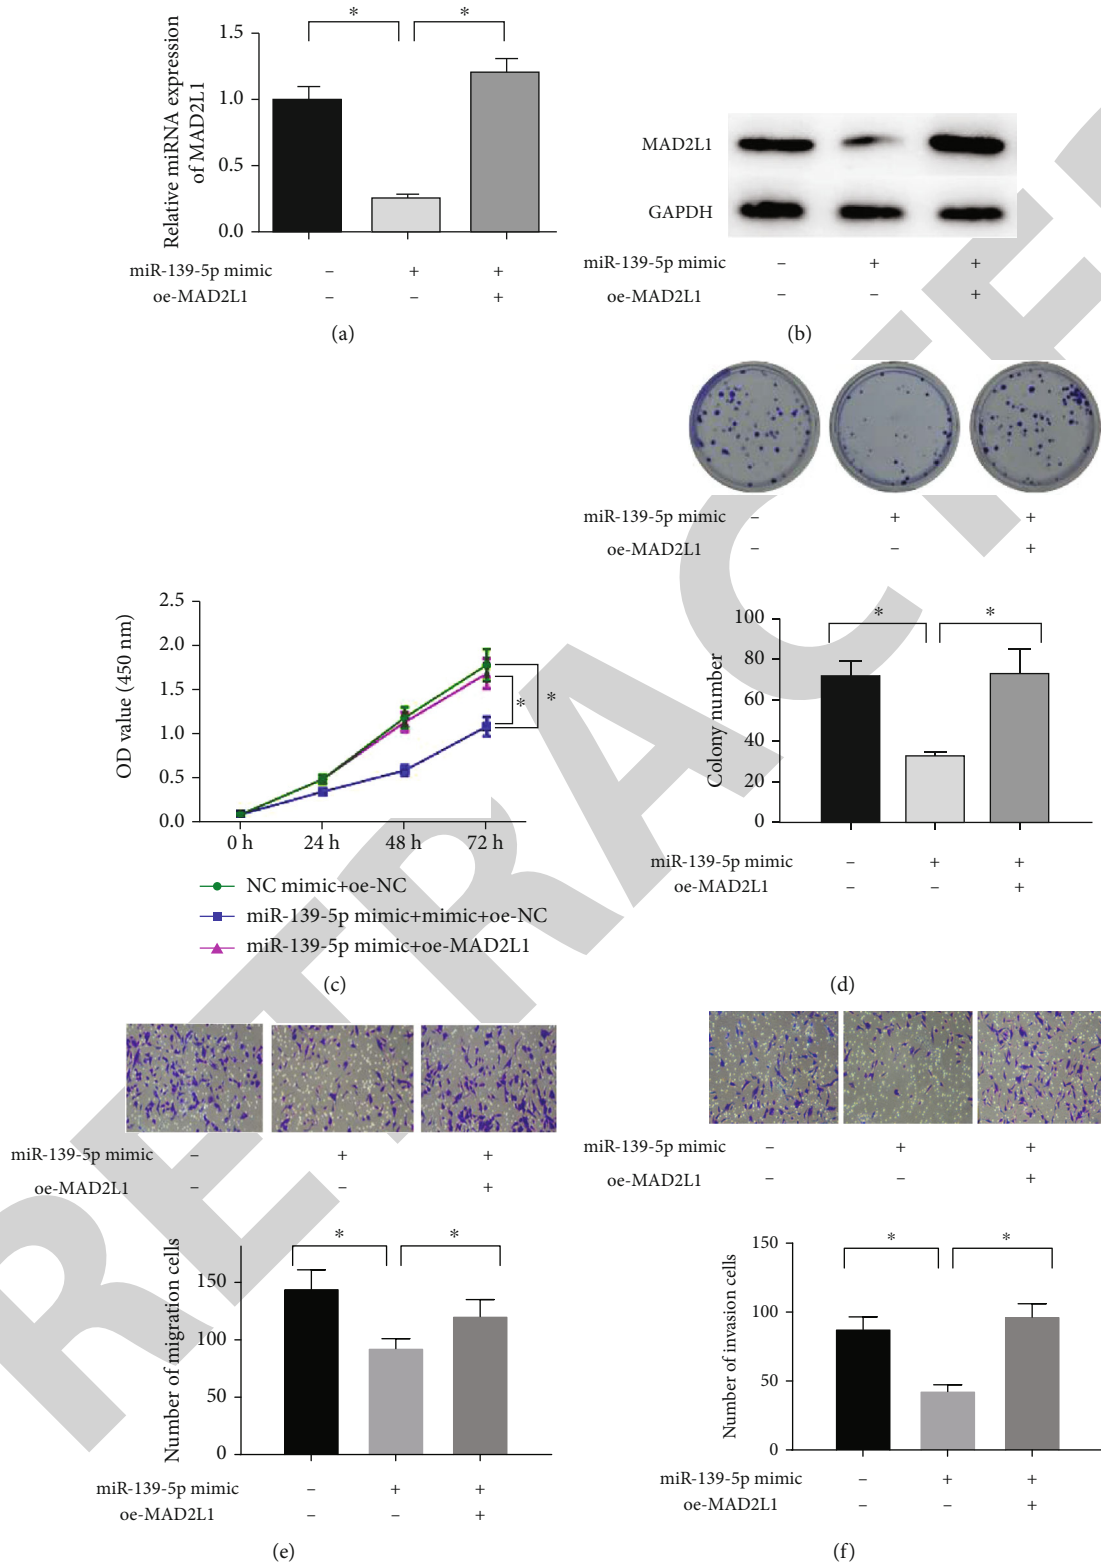 Relative miRNA expression
of MAD2L1
1.5
1.0
0.5
0.0
* *
miR-139-5p mimic – + +
oe-MAD2L1 – – +
(a)
MAD2L1
GAPDH
miR-139-5p mimic – + +
oe-MAD2L1 – – +
(b)
OD value (450 nm)
2.5
2.0
1.5
1.0
0.5
0.0
0 h 24 h 48 h 72 h
* *
NC mimic+oe-NC
miR-139-5p mimic+mimic+oe-NC
miR-139-5p mimic+oe-MAD2L1
(c)
miR-139-5p mimic – + +
oe-MAD2L1 – – +
Colony number
100
80
60
40
20
0
* *
miR-139-5p mimic – + +
oe-MAD2L1 – – +
(d)
miR-139-5p mimic – + +
oe-MAD2L1 – – +
Number of migration cells
150
100
50
0
* *
miR-139-5p mimic – + +
oe-MAD2L1 – – +
(e)
miR-139-5p mimic – + +
oe-MAD2L1 – – +
Number of invasion cells
150
100
50
0
* *
miR-139-5p mimic – + +
oe-MAD2L1 – – +
(f)
RETRACTE